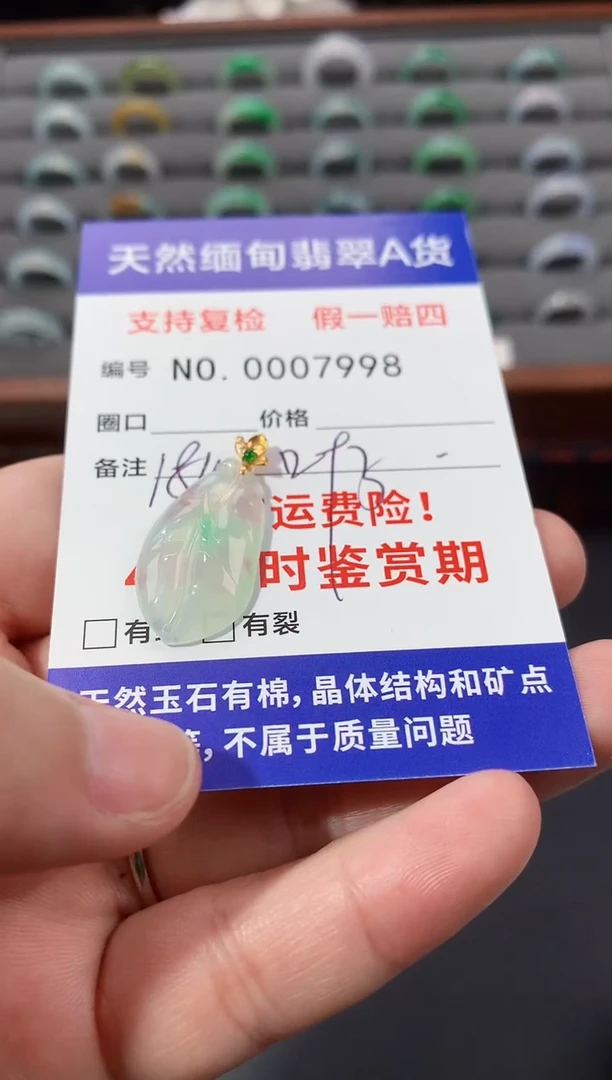 天然缅甸翡翠A货
支持复检 假一赔四
编号 NO. 0007998
圈口 价格
备注
运费险!
时鉴赏期
有 有裂
天然玉石有棉,晶体结构和矿点
,不属于质量问题